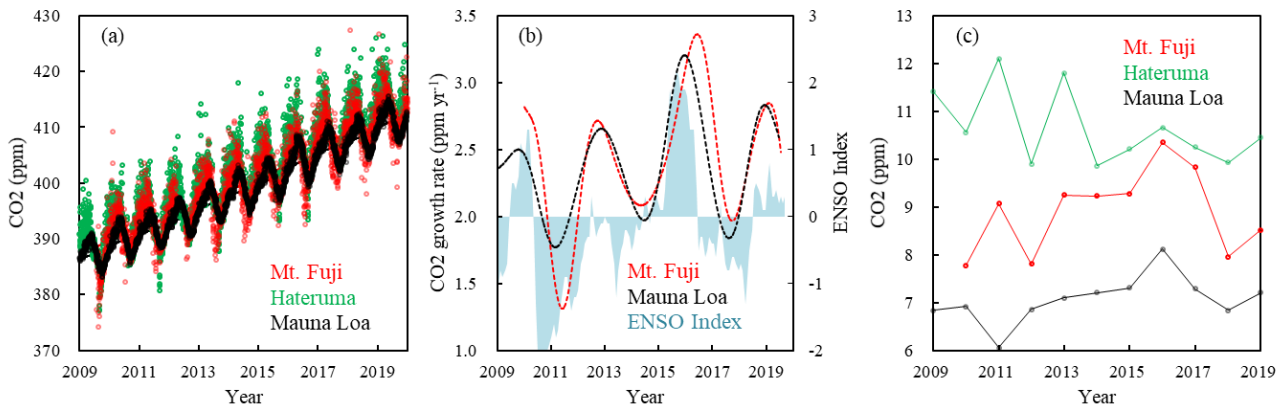 (a)
CO2 (ppm)
430
420
410
400
390
380
370
Mt. Fuji
Hateruma
Mauna Loa
2009
2011
2013
2015
2017
2019
Year
(b)
CO2 growth rate (ppm yr⁻¹)
3.5
3.0
2.5
2.0
1.5
1.0
Mt. Fuji
Mauna Loa
ENSO Index
3
2
1
0
-1
-2
ENSO Index
2009
2011
2013
2015
2017
2019
Year
(c)
CO2 (ppm)
13
12
11
10
9
8
7
6
Mt. Fuji
Hateruma
Mauna Loa
2009
2011
2013
2015
2017
2019
Year